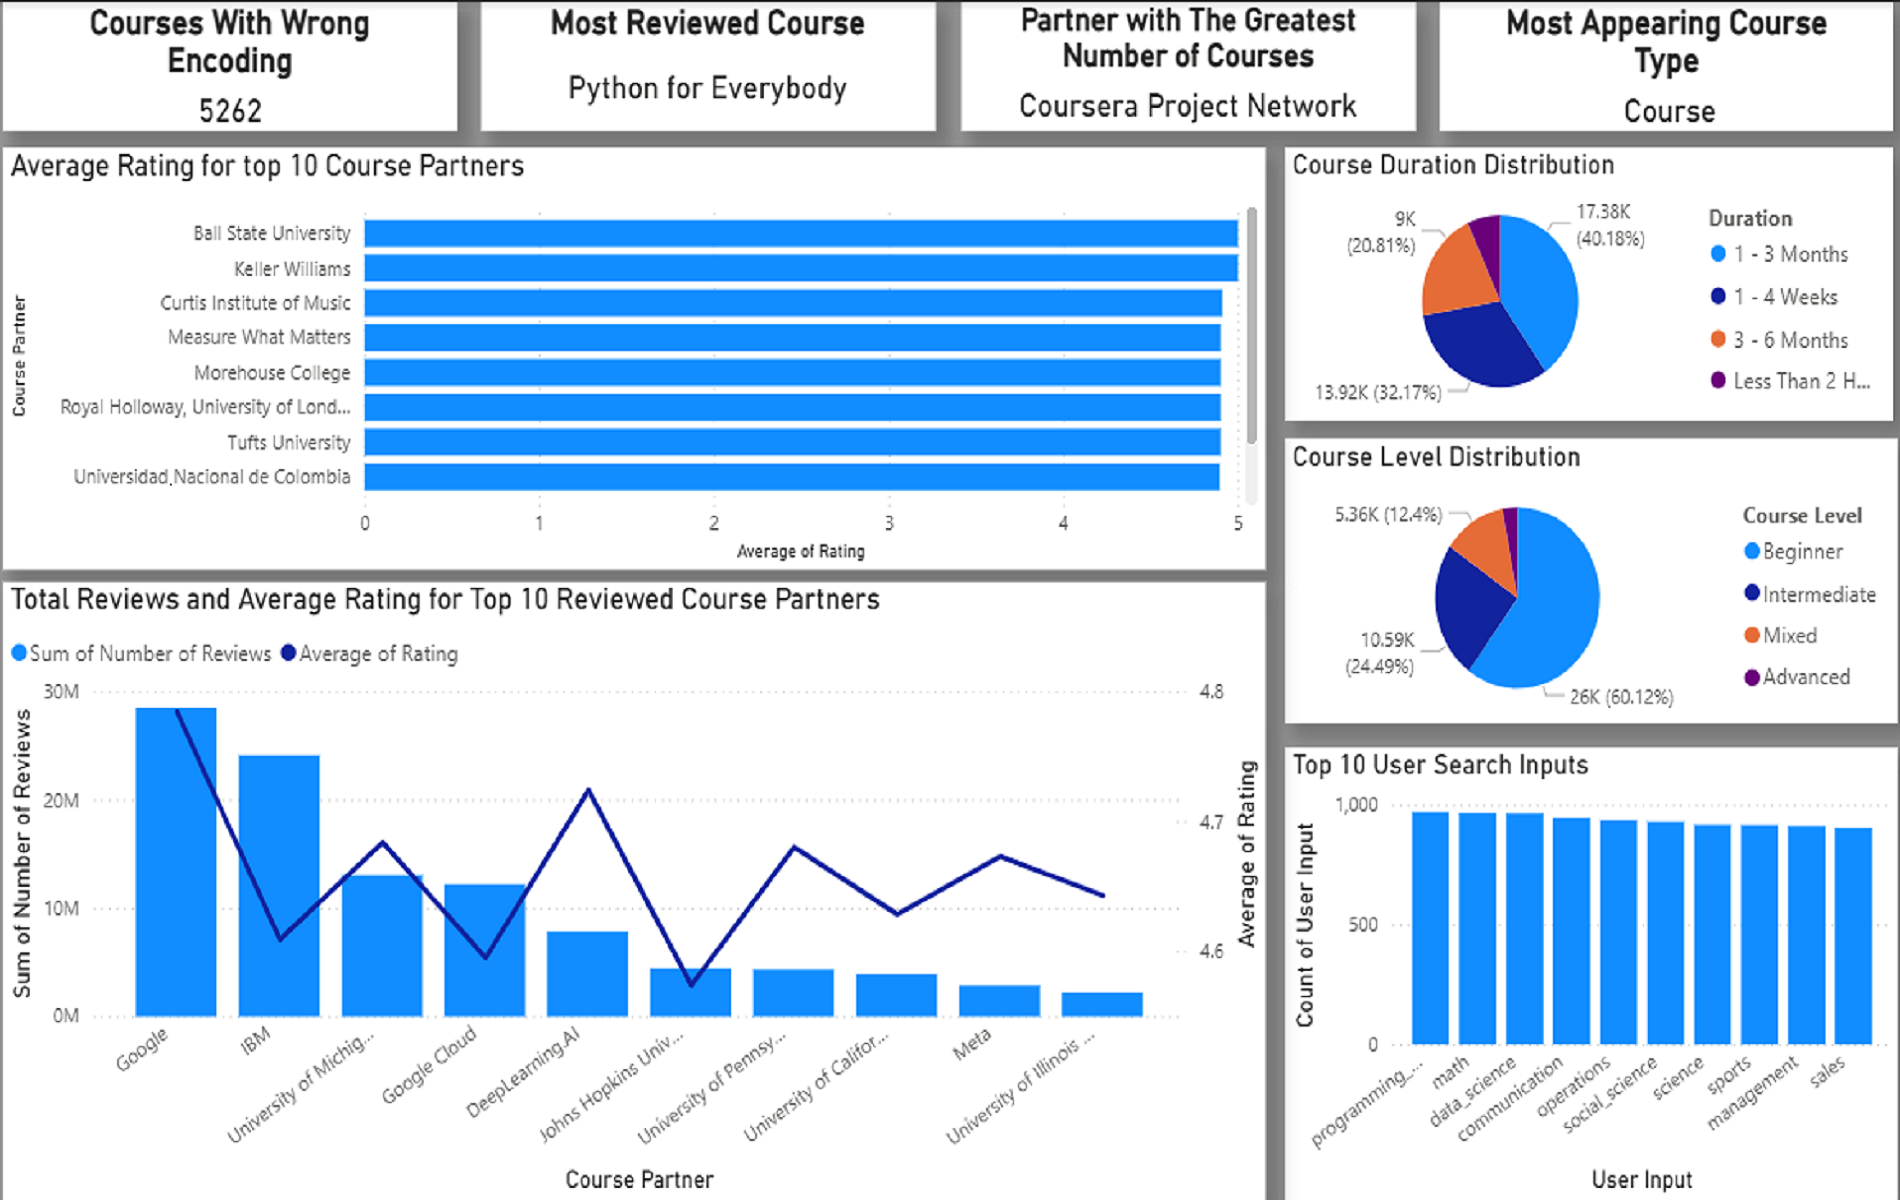 Courses With Wrong
Encoding
5262
Most Reviewed Course
Python for Everybody
Partner with The Greatest
Number of Courses
Coursera Project Network
Most Appearing Course
Type
Course
Average Rating for top 10 Course Partners
Course Partner
Ball State University
Keller Williams
Curtis Institute of Music
Measure What Matters
Morehouse College
Royal Holloway, University of Lond...
Tufts University
Universidad Nacional de Colombia
0 1 2 3 4 5
Average of Rating
Course Duration Distribution
9K
(20.81%)
17.38K
(40.18%)
13.92K (32.17%)
Duration
1 - 3 Months
1 - 4 Weeks
3 - 6 Months
Less Than 2 H...
Course Level Distribution
5.36K (12.4%)
10.59K
(24.49%)
26K (60.12%)
Course Level
Beginner
Intermediate
Mixed
Advanced
Total Reviews and Average Rating for Top 10 Reviewed Course Partners
Sum of Number of Reviews Average of Rating
Sum of Number of Reviews
30M
20M
10M
0M
4.8
4.7
4.6
Average of Rating
Google
IBM
University of Michig...
Google Cloud
DeepLearning.AI
Johns Hopkins Univ...
University of Pennsy...
University of Califor...
Meta
University of Illinois ...
Course Partner
Top 10 User Search Inputs
Count of User Input
1,000
500
0
programming_...
math
data_science
communication
operations
social_science
science
sports
management
sales
User Input